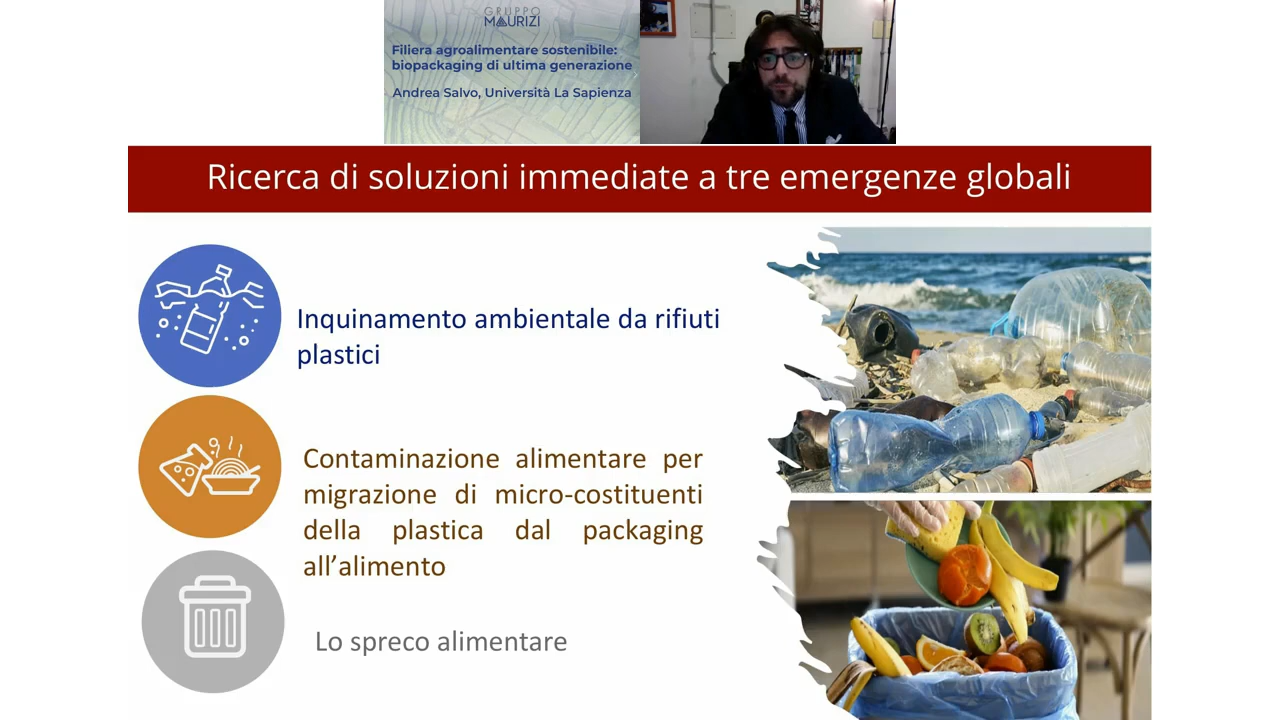 GRUPPO
MAURIZI
Filiera agroalimentare sostenibile:
biopackaging di ultima generazione
Andrea Salvo, Università La Sapienza
Ricerca di soluzioni immediate a tre emergenze globali
Inquinamento ambientale da rifiuti
plastici
Contaminazione alimentare per
migrazione di micro-costituenti
della plastica dal packaging
all’alimento
Lo spreco alimentare